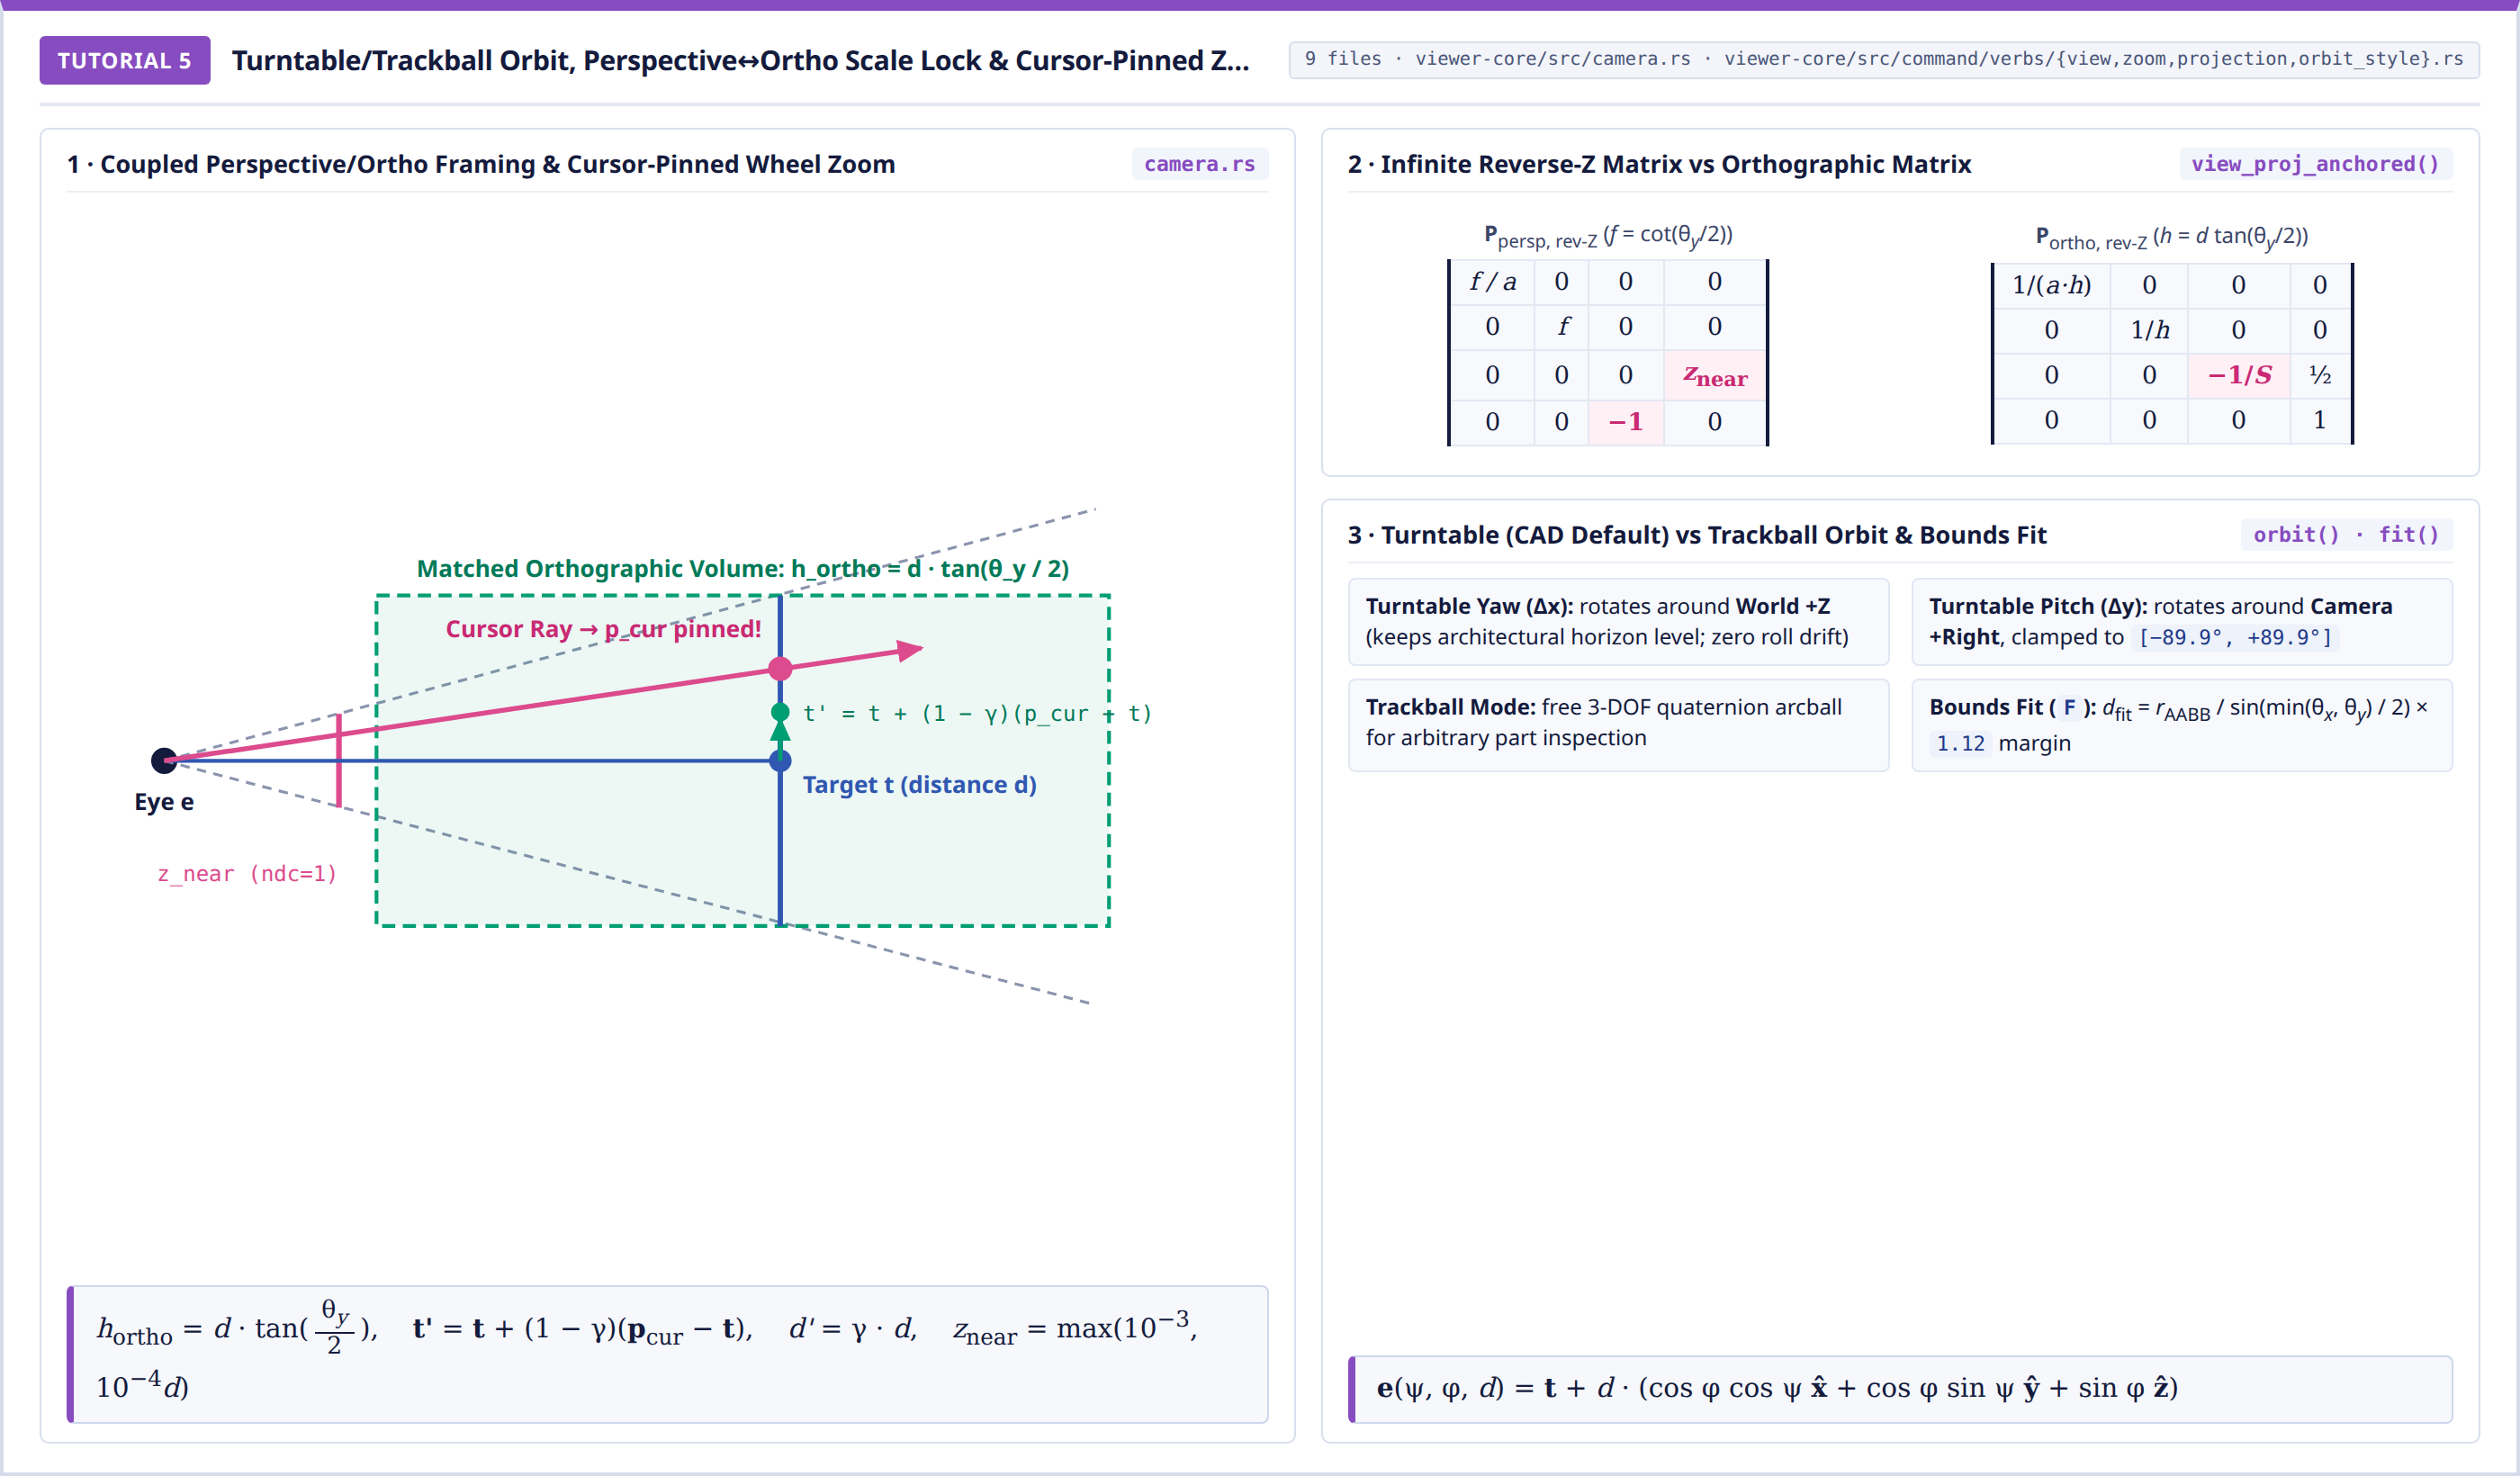 TUTORIAL 5
Turntable/Trackball Orbit, Perspective↔Ortho Scale Lock & Cursor-Pinned Z…
9 files · viewer-core/src/camera.rs · viewer-core/src/command/verbs/{view,zoom,projection,orbit_style}.rs
1 · Coupled Perspective/Ortho Framing & Cursor-Pinned Wheel Zoom
camera.rs
Matched Orthographic Volume: h_ortho = d · tan(θ_y / 2)
Cursor Ray → p_cur pinned!
t' = t + (1 − γ)(p_cur − t)
Target t (distance d)
Eye e
z_near (ndc=1)
h_ortho = d · tan(θ_y/2), t' = t + (1 − γ)(p_cur − t), d' = γ · d, z_near = max(10⁻³,
10⁻⁴d)
2 · Infinite Reverse-Z Matrix vs Orthographic Matrix
view_proj_anchored()
P_persp, rev-Z (f = cot(θ_y/2))
f / a 0 0 0
0 f 0 0
0 0 0 z_near
0 0 −1 0
P_ortho, rev-Z (h = d tan(θ_y/2))
1/(a·h) 0 0 0
0 1/h 0 0
0 0 −1/S ½
0 0 0 1
3 · Turntable (CAD Default) vs Trackball Orbit & Bounds Fit
orbit() · fit()
Turntable Yaw (Δx): rotates around World +Z
(keeps architectural horizon level; zero roll drift)
Turntable Pitch (Δy): rotates around Camera
+Right, clamped to [−89.9°, +89.9°]
Trackball Mode: free 3-DOF quaternion arcball
for arbitrary part inspection
Bounds Fit ( F ): d_fit = r_AABB / sin(min(θ_x, θ_y) / 2) ×
1.12 margin
e(ψ, φ, d) = t + d · (cos φ cos ψ x̂ + cos φ sin ψ ŷ + sin φ ẑ)